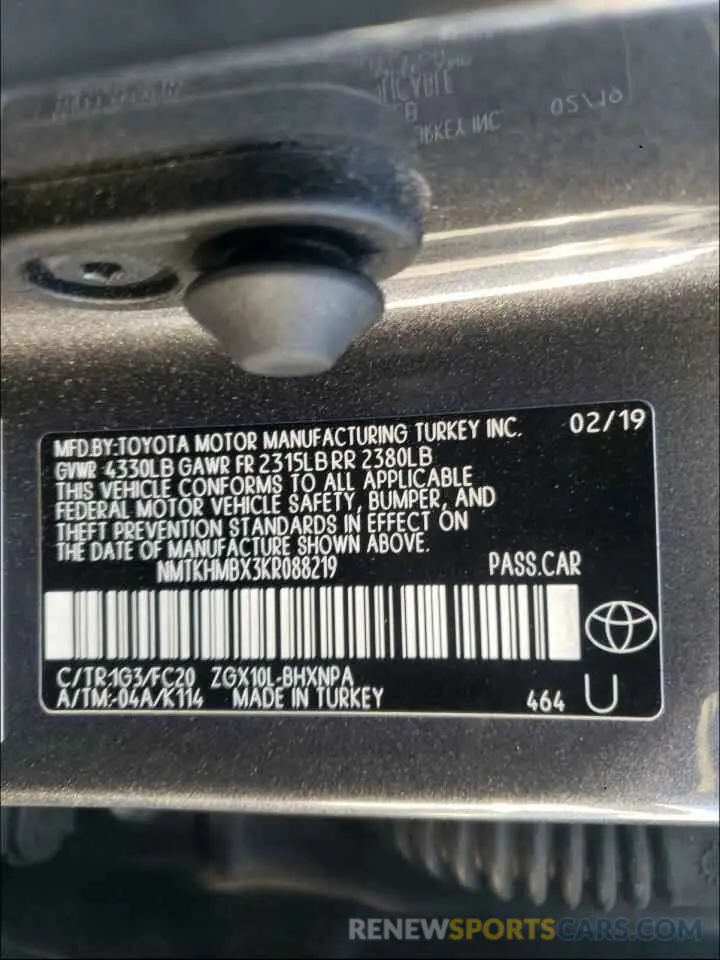 05/19
MFD.BY:TOYOTA MOTOR MANUFACTURING TURKEY INC. 02/19
GVWR 4330LB GAWR FR 2315LB RR 2380LB
THIS VEHICLE CONFORMS TO ALL APPLICABLE
FEDERAL MOTOR VEHICLE SAFETY, BUMPER, AND
THEFT PREVENTION STANDARDS IN EFFECT ON
THE DATE OF MANUFACTURE SHOWN ABOVE.
NMTKHMBX3KR088219 PASS.CAR
C/TR:1G3/FC20 ZGX10L-BHXNPA
A/TM:-04A/K114 MADE IN TURKEY 464 U
RENEWSPORTSCARS.COM